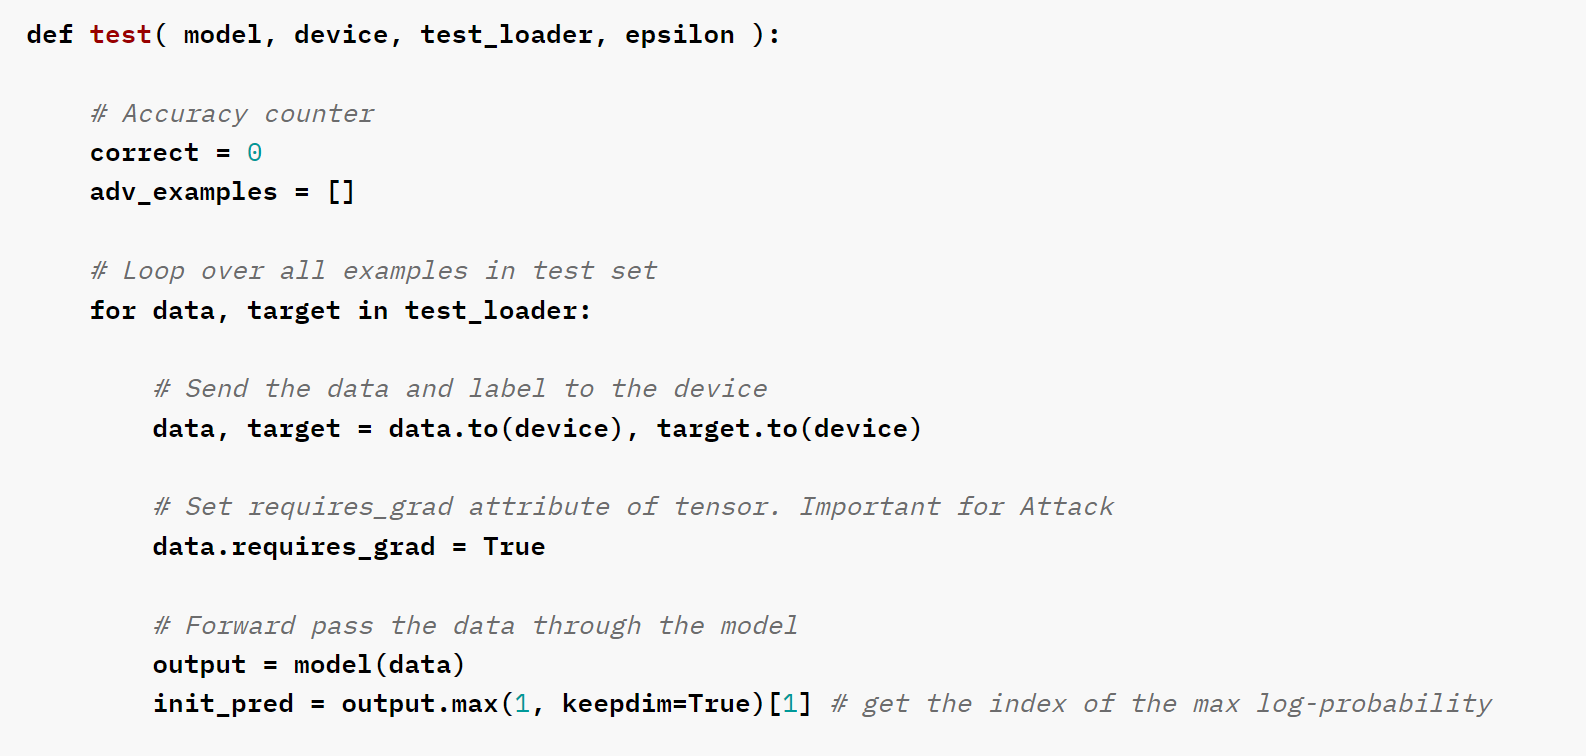 def test( model, device, test_loader, epsilon ):
# Accuracy counter
correct = 0
adv_examples = []
# Loop over all examples in test set
for data, target in test_loader:
# Send the data and label to the device
data, target = data.to(device), target.to(device)
# Set requires_grad attribute of tensor. Important for Attack
data.requires_grad = True
# Forward pass the data through the model
output = model(data)
init_pred = output.max(1, keepdim=True)[1] # get the index of the max log-probability